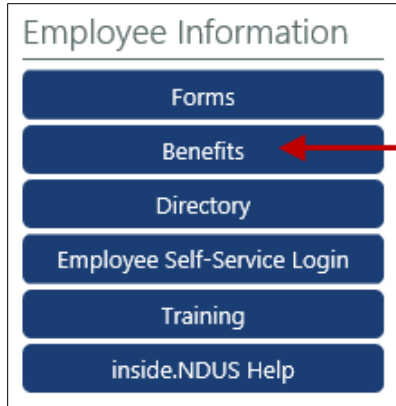 Employee Information
Forms
Benefits
Directory
Employee Self-Service Login
Training
inside.NDUS Help